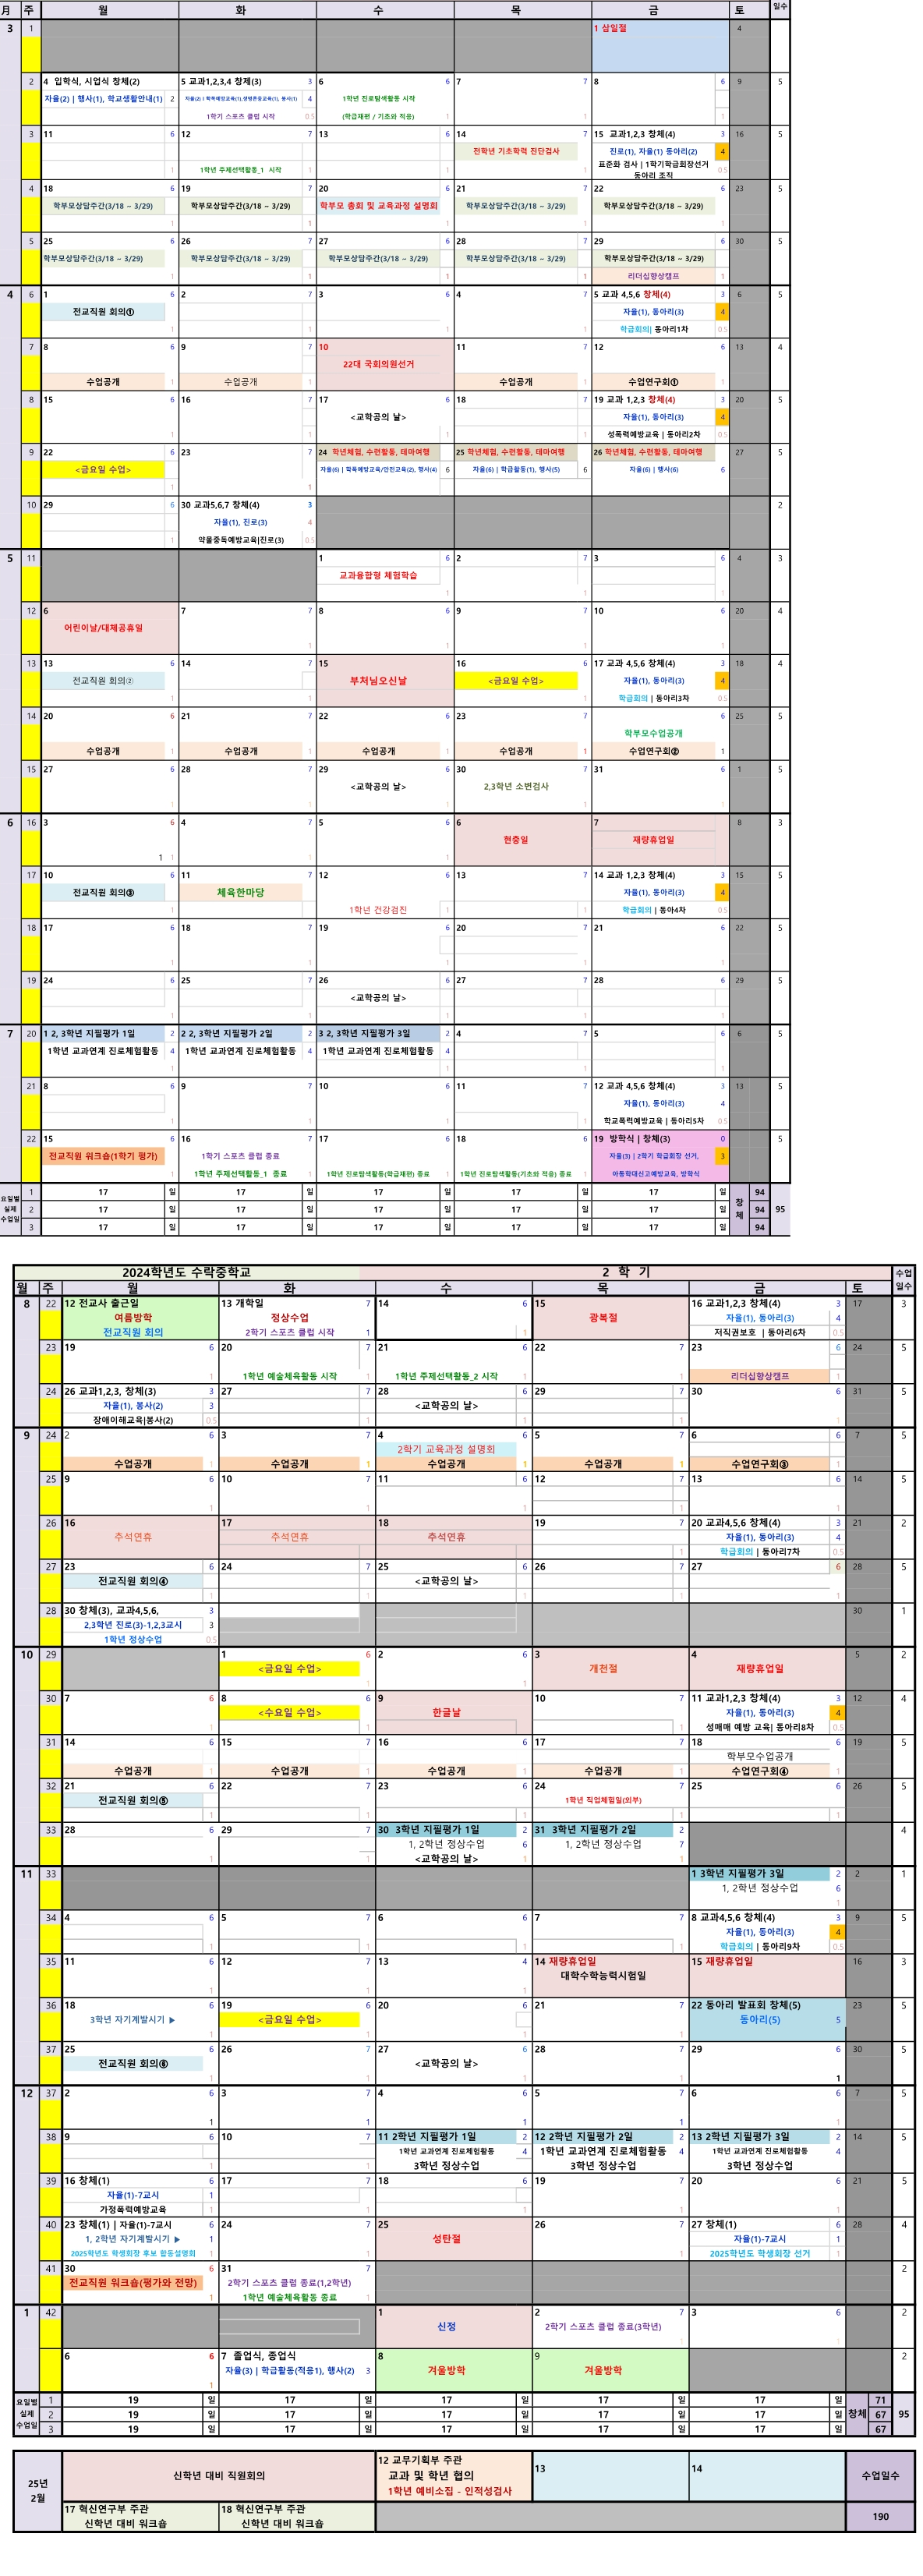 月 주 월 화 수 목 금 토 일수
3 1 1 삼일절 4
2 4 입학식, 시업식 창체(2) 5 교과1,2,3,4 창체(3) 3 6 6 7 7 8 6 9 5
자율(2) | 행사(1), 학교생활안내(1) 2 4 1학년 진로탐색활동 시작
1학기 스포츠 클럽 시작 0.5 (학급재편 / 기초와 적응) 1 1 1
3 11 6 12 7 13 6 14 7 15 교과1,2,3 창체(4) 3 16 5
전학년 기초학력 진단검사 진로(1), 자율(1) 동아리(2) 4
1 1학년 주제선택활동_1 시작 1 1 1 표준화 검사 | 1학기학급회장선거 0.5
동아리 조직
4 18 6 19 7 20 6 21 7 22 6 23 5
학부모상담주간(3/18 ~ 3/29) 학부모상담주간(3/18 ~ 3/29) 학부모 총회 및 교육과정 설명회 학부모상담주간(3/18 ~ 3/29) 학부모상담주간(3/18 ~ 3/29)
1 1 1 1 1
5 25 6 26 7 27 6 28 7 29 6 30 5
학부모상담주간(3/18 ~ 3/29) 학부모상담주간(3/18 ~ 3/29) 학부모상담주간(3/18 ~ 3/29) 학부모상담주간(3/18 ~ 3/29) 학부모상담주간(3/18 ~ 3/29)
1 1 1 1 리더십향상캠프 1
4 6 1 6 2 7 3 6 4 7 5 교과 4,5,6 창체(4) 3 6 5
전교직원 회의① 자율(1), 동아리(3) 4
1 1 1 1 학급회의| 동아리1차 0.5
7 8 6 9 7 10 11 7 12 6 13 4
22대 국회의원선거
수업공개 1 수업공개 1 수업공개 1 수업연구회① 1
8 15 6 16 7 17 6 18 7 19 교과 1,2,3 창체(4) 3 20 5
<교학공의 날> 자율(1), 동아리(3) 4
1 1 1 1 성폭력예방교육 | 동아리2차 0.5
9 22 6 23 7 24 학년체험, 수련활동, 테마여행 25 학년체험, 수련활동, 테마여행 26 학년체험, 수련활동, 테마여행 27 5
<금요일 수업> 자율(6) | 학폭예방교육/안전교육(2), 행사(4) 6 자율(6) | 학급활동(1), 행사(5) 6 자율(6) | 행사(6) 6
1 1
10 29 6 30 교과5,6,7 창체(4) 3 2
자율(1), 진로(3) 4
1 약물중독예방교육|진로(3) 0.5
5 11 1 6 2 7 3 6 4 3
교과융합형 체험학습
1 1 1
12 6 7 7 8 6 9 7 10 6 20 4
어린이날/대체공휴일
1 1 1 1
13 13 6 14 7 15 16 6 17 교과 4,5,6 창체(4) 3 18 4
전교직원 회의② 부처님오신날 <금요일 수업> 자율(1), 동아리(3) 4
1 1 1 학급회의 | 동아리3차 0.5
14 20 6 21 7 22 6 23 7 6 25 5
학부모수업공개
수업공개 1 수업공개 1 수업공개 1 수업공개 1 수업연구회② 1
15 27 6 28 7 29 6 30 7 31 6 1 5
<교학공의 날> 2,3학년 소변검사
1 1 1 1 1
6 16 3 6 4 7 5 6 6 7 8 3
현충일 재량휴업일
1 1 1 1
17 10 6 11 7 12 6 13 7 14 교과 1,2,3 창체(4) 3 15 5
전교직원 회의③ 체육한마당 자율(1), 동아리(3) 4
1 1 1학년 건강검진 1 1 학급회의 | 동아4차 0.5
18 17 6 18 7 19 6 20 7 21 6 22 5
1 1 1 1 1
19 24 6 25 7 26 6 27 7 28 6 29 5
<교학공의 날>
1 1 1 1 1
7 20 1 2, 3학년 지필평가 1일 2 2 2, 3학년 지필평가 2일 2 3 2, 3학년 지필평가 3일 2 4 7 5 6 6 5
1학년 교과연계 진로체험활동 4 1학년 교과연계 진로체험활동 4 1학년 교과연계 진로체험활동 4
1 1 1
21 8 6 9 7 10 6 11 7 12 교과 4,5,6 창체(4) 3 13 5
자율(1), 동아리(3) 4
1 1 1 1 학교폭력예방교육 | 동아리5차 0.5
22 15 6 16 7 17 6 18 7 19 방학식 | 창체(3) 0 5
전교직원 워크숍(1학기 평가) 1학기 스포츠 클럽 종료 자율(3) | 2학기 학급회장 선거, 3
1 1학년 주제선택활동_1 종료 1 1학년 진로탐색활동(학급재편) 종료 1학년 진로탐색활동(기초와 적응) 종료 아동학대신고예방교육, 방학식
요일별 실제 수업일 1 17 일 17 일 17 일 17 일 17 일 창체 94 95
2 17 일 17 일 17 일 17 일 17 일 94
3 17 일 17 일 17 일 17 일 17 일 94
2024학년도 수락중학교 2 학 기 수업일수
월 주 월 화 수 목 금 토
8 22 12 전교사 출근일 13 개학일 14 6 15 16 교과1,2,3 창체(4) 3 17 3
여름방학 정상수업 광복절 자율(1), 동아리(3) 4
전교직원 회의 2학기 스포츠 클럽 시작 1 1 저작권보호 | 동아리6차 0.5
23 19 6 20 7 21 6 22 7 23 6 24 5
1 1학년 예술체육활동 시작 1 1학년 주제선택활동_2 시작 1 1 리더십향상캠프 1
24 26 교과1,2,3, 창체(3) 3 27 7 28 6 29 7 30 6 31 5
자율(1), 봉사(2) 3 <교학공의 날>
장애이해교육|봉사(2) 0.5 1 1 1 1
9 24 2 6 3 7 4 6 5 7 6 6 7 5
2학기 교육과정 설명회
수업공개 1 수업공개 1 수업공개 1 수업공개 1 수업연구회③ 1
25 9 6 10 7 11 6 12 7 13 6 14 5
1 1 1 1 1
26 16 17 18 19 7 20 교과4,5,6 창체(4) 3 21 2
추석연휴 추석연휴 추석연휴 자율(1), 동아리(3) 4
1 학급회의 | 동아리7차 0.5
27 23 6 24 7 25 6 26 7 27 6 28 5
전교직원 회의④ <교학공의 날>
1 1 1 1 1
28 30 창체(3), 교과4,5,6, 3 30 1
2,3학년 진로(3)-1,2,3교시 3
1학년 정상수업 0.5
10 29 1 6 2 6 3 4 5 2
<금요일 수업> 개천절 재량휴업일
1 1
30 7 6 8 6 9 10 7 11 교과1,2,3 창체(4) 3 12 4
<수요일 수업> 한글날 자율(1), 동아리(3) 4
1 1 1 성매매 예방 교육| 동아리8차 0.5
31 14 6 15 7 16 6 17 7 18 6 19 5
학부모수업공개
수업공개 1 수업공개 1 수업공개 1 수업공개 1 수업연구회④ 1
32 21 6 22 7 23 6 24 7 25 6 26 5
전교직원 회의⑤ 1학년 직업체험일(외부)
1 1 1 1 1
33 28 6 29 7 30 3학년 지필평가 1일 2 31 3학년 지필평가 2일 2 4
1, 2학년 정상수업 6 1, 2학년 정상수업 7
1 1 <교학공의 날> 1 1
11 33 1 3학년 지필평가 3일 2 2 1
1, 2학년 정상수업 6
1
34 4 6 5 7 6 6 7 7 8 교과4,5,6 창체(4) 3 9 5
자율(1), 동아리(3) 4
1 1 1 1 학급회의 | 동아리9차 0.5
35 11 6 12 7 13 4 14 재량휴업일 15 재량휴업일 16 3
대학수학능력시험일
1 1 1
36 18 6 19 6 20 6 21 7 22 동아리 발표회 창체(5) 23 5
3학년 자기계발시기 ▶ <금요일 수업> 동아리(5) 5
1 1 1 1
37 25 6 26 7 27 6 28 7 29 6 30 5
전교직원 회의⑥ <교학공의 날>
1 1 1 1 1
12 37 2 6 3 7 4 6 5 7 6 6 7 5
1 1 1 1 1
38 9 6 10 7 11 2학년 지필평가 1일 2 12 2학년 지필평가 2일 2 13 2학년 지필평가 3일 2 14 5
1학년 교과연계 진로체험활동 4 1학년 교과연계 진로체험활동 4 1학년 교과연계 진로체험활동 4
1 1 3학년 정상수업 3학년 정상수업 3학년 정상수업
39 16 창체(1) 6 17 7 18 6 19 7 20 6 21 5
자율(1)-7교시 1
가정폭력예방교육 1 1 1 1 1
40 23 창체(1) | 자율(1)-7교시 6 24 7 25 26 7 27 창체(1) 6 28 4
1, 2학년 자기계발시기 ▶ 1 성탄절 자율(1)-7교시 1
2025학년도 학생회장 후보 합동설명회 1 1 1 2025학년도 학생회장 선거 1
41 30 6 31 7 2
전교직원 워크숍(평가와 전망) 2학기 스포츠 클럽 종료(1,2학년)
1 1학년 예술체육활동 종료 1
1 42 1 2 7 3 6 2
신정 2학기 스포츠 클럽 종료(3학년)
1 1
6 6 7 졸업식, 종업식 8 9 2
자율(3) | 학급활동(적응1), 행사(2) 3 겨울방학 겨울방학
1
요일별 실제 수업일 1 19 일 17 일 17 일 17 일 17 일 창체 71 95
2 19 일 17 일 17 일 17 일 17 일 67
3 19 일 17 일 17 일 17 일 17 일 67
25년 2월 신학년 대비 직원회의 12 교무기획부 주관 13 14 수업일수
교과 및 학년 협의
1학년 예비소집 - 인적성검사
17 혁신연구부 주관 18 혁신연구부 주관 190
신학년 대비 워크숍 신학년 대비 워크숍